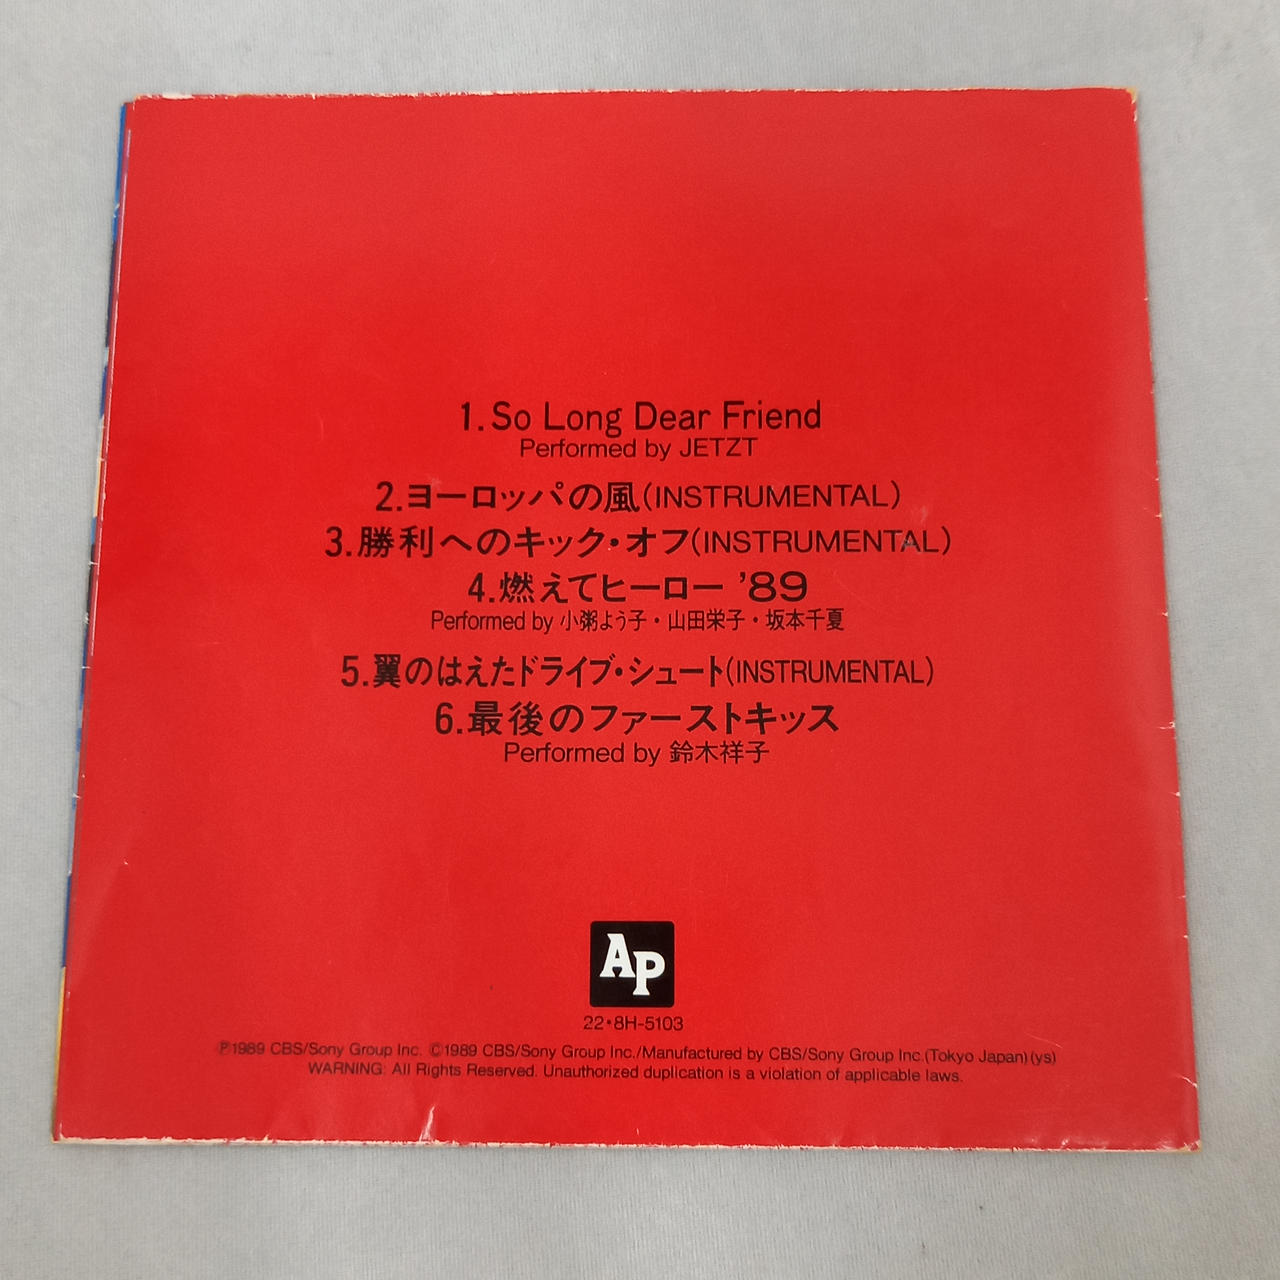 1.So Long Dear Friend
Performed by JETZT
2.ヨーロッパの風(INSTRUMENTAL)
3.勝利へのキック・オフ(INSTRUMENTAL)
4.燃えてヒーロー '89
Performed by 小粥よう子・山田栄子・坂本千夏
5.翼のはえたドライブ・シュート(INSTRUMENTAL)
6.最後のファーストキッス
Performed by 鈴木祥子
AP
22・8H-5103
Ⓟ1989 CBS/Sony Group Inc. Ⓒ1989 CBS/Sony Group Inc./Manufactured by CBS/Sony Group Inc.(Tokyo Japan)(ys)
WARNING: All Rights Reserved. Unauthorized duplication is a violation of applicable laws.